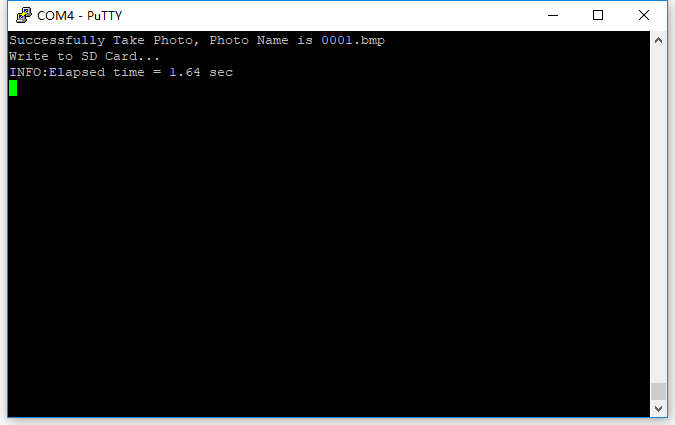 COM4 - PuTTY
Successfully Take Photo, Photo Name is 0001.bmp
Write to SD Card...
INFO:Elapsed time = 1.64 sec